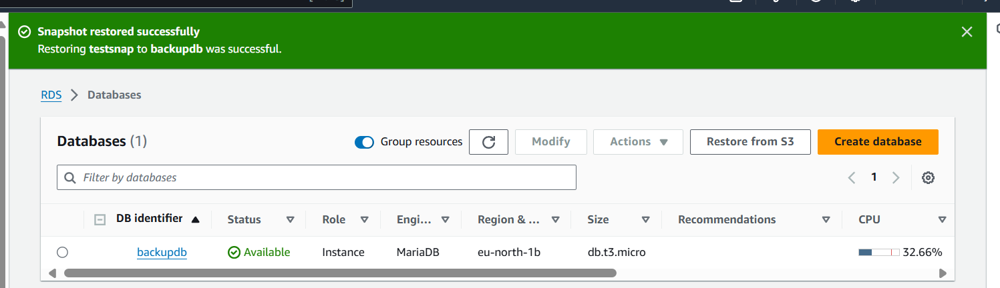 Snapshot restored successfully
Restoring testsnap to backupdb was successful.
RDS > Databases
Databases (1)
Group resources
Modify
Actions
Restore from S3
Create database
Filter by databases
1
DB identifier Status Role Engi... Region & ... Size Recommendations CPU
backupdb Available Instance MariaDB eu-north-1b db.t3.micro 32.66%